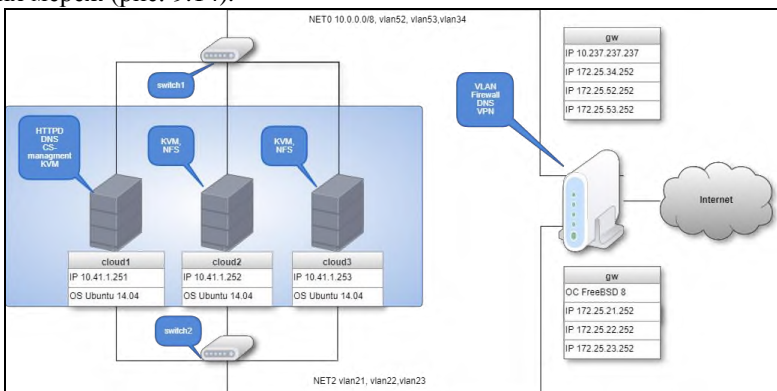 (рис. 9.14).
NET0 10.0.0.0/8, vlan52, vlan53,vlan34
switch1
HTTPD
DNS
CS-
managment
KVM
KVM,
NFS
KVM,
NFS
cloud1
IP 10.41.1.251
OS Ubuntu 14.04
cloud2
IP 10.41.1.252
OS Ubuntu 14.04
cloud3
IP 10.41.1.253
OS Ubuntu 14.04
switch2
NET2 vlan21, vlan22,vlan23
VLAN
Firewall
DNS
VPN
gw
IP 10.237.237.237
IP 172.25.34.252
IP 172.25.52.252
IP 172.25.53.252
Internet
gw
OC FreeBSD 8
IP 172.25.21.252
IP 172.25.22.252
IP 172.25.23.252